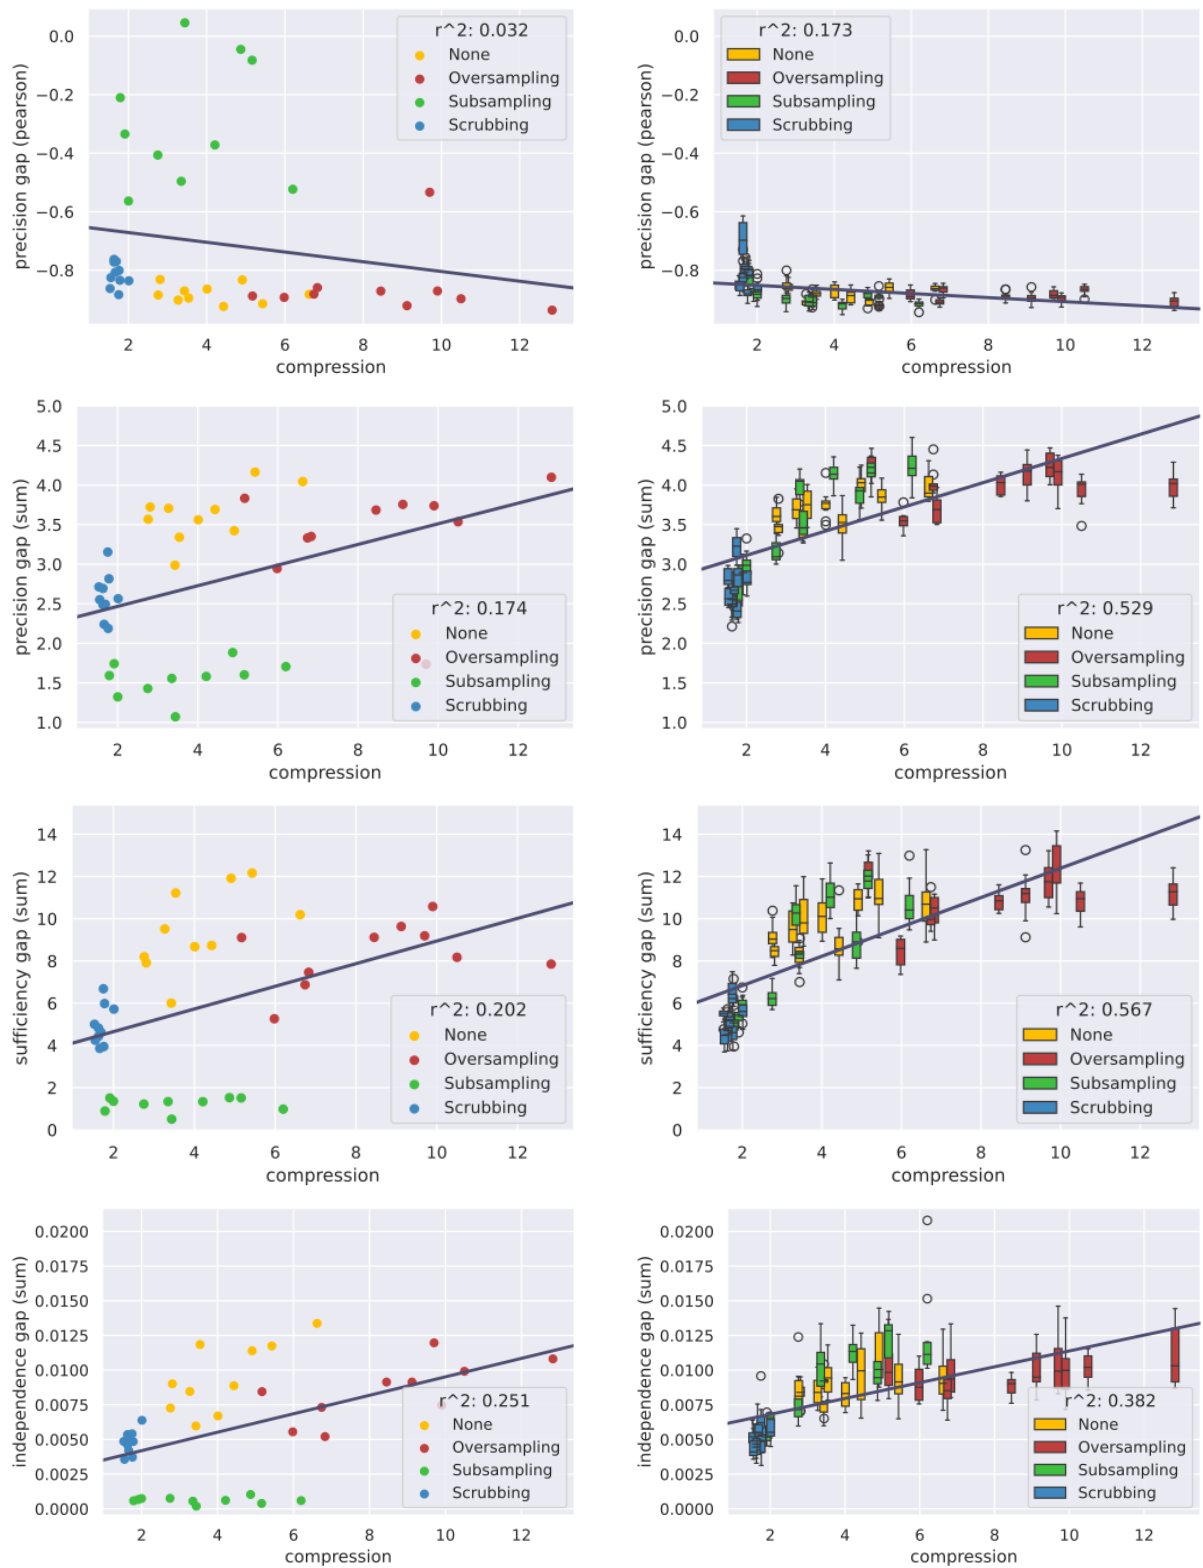 r^2: 0.032
None
Oversampling
Subsampling
Scrubbing
0.0
−0.2
−0.4
−0.6
−0.8
precision gap (pearson)
2 4 6 8 10 12
compression
r^2: 0.173
None
Oversampling
Subsampling
Scrubbing
0.0
−0.2
−0.4
−0.6
−0.8
precision gap (pearson)
2 4 6 8 10 12
compression
5.0
4.5
4.0
3.5
3.0
2.5
2.0
1.5
1.0
precision gap (sum)
r^2: 0.174
None
Oversampling
Subsampling
Scrubbing
2 4 6 8 10 12
compression
5.0
4.5
4.0
3.5
3.0
2.5
2.0
1.5
1.0
precision gap (sum)
r^2: 0.529
None
Oversampling
Subsampling
Scrubbing
2 4 6 8 10 12
compression
14
12
10
8
6
4
2
0
sufficiency gap (sum)
r^2: 0.202
None
Oversampling
Subsampling
Scrubbing
2 4 6 8 10 12
compression
14
12
10
8
6
4
2
0
sufficiency gap (sum)
r^2: 0.567
None
Oversampling
Subsampling
Scrubbing
2 4 6 8 10 12
compression
0.0200
0.0175
0.0150
0.0125
0.0100
0.0075
0.0050
0.0025
0.0000
independence gap (sum)
r^2: 0.251
None
Oversampling
Subsampling
Scrubbing
2 4 6 8 10 12
compression
0.0200
0.0175
0.0150
0.0125
0.0100
0.0075
0.0050
0.0025
0.0000
independence gap (sum)
r^2: 0.382
None
Oversampling
Subsampling
Scrubbing
2 4 6 8 10 12
compression